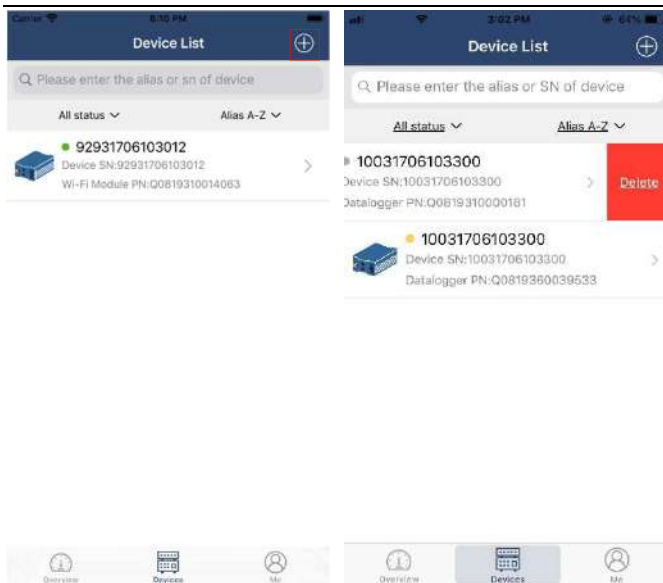 Carrier 6:10 PM
Device List
Please enter the alias or sn of device
All status
Alias A-Z
92931706103012
Device SN:92931706103012
Wi-Fi Module PN:Q0819310014063
Overview
Devices
Me
3:02 PM 64%
Device List
Please enter the alias or SN of device
All status
Alias A-Z
10031706103300
Device SN:10031706103300
Datalogger PN:Q0819310000181
Delete
10031706103300
Device SN:10031706103300
Datalogger PN:Q0819360039533
Overview
Devices
Me